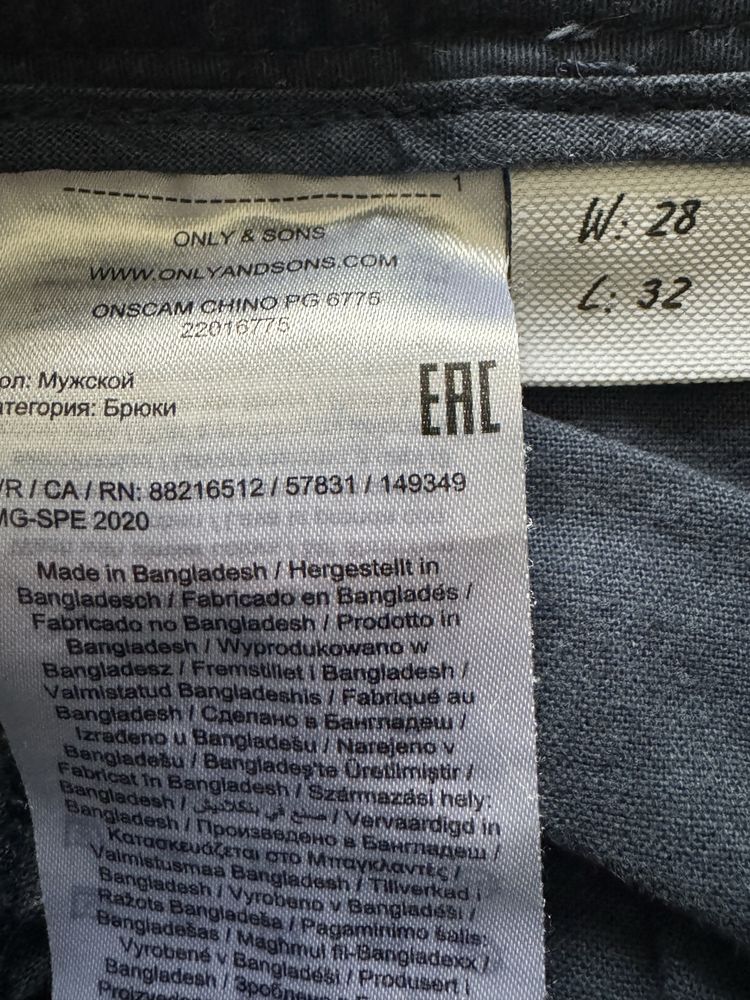 1
ONLY & SONS
WWW.ONLYANDSONS.COM
ONSCAM CHINO PG 6776
22016775
W: 28
L: 32
ол: Мужской
атегория: Брюки
EAC
/R / CA / RN: 88216512 / 57831 / 149349
MG-SPE 2020
Made in Bangladesh / Hergestellt in
Bangladesch / Fabricado en Bangladés /
Fabricado no Bangladesh / Prodotto in
Bangladesh / Wyprodukowano w
Bangladesz / Fremstillet i Bangladesh /
Valmistatud Bangladeshis / Fabriqué au
Bangladesh / Сделано в Бангладеш /
Izrađeno u Bangladešu / Narejeno v
Bangladešu / Bangladeş'te Üretilmiştir /
Fabricat în Bangladesh / Származási hely:
Bangladesh / صنع في بنكلاديش / Vervaardigd in
Bangladesh / Произведено в Бангладеш /
Κατασκευάζεται στο Μπαγκλαντές /
Valmistusmaa Bangladesh / Tillverkad i
Bangladesh / Vyrobeno v Bangladéši /
Ražots Bangladeša / Pagaminimo šalis:
Bangladešas / Magħmul fil-Bangladexx /
Vyrobené v Bangladéši / Produsert i
Bangladesh / Зроблено в